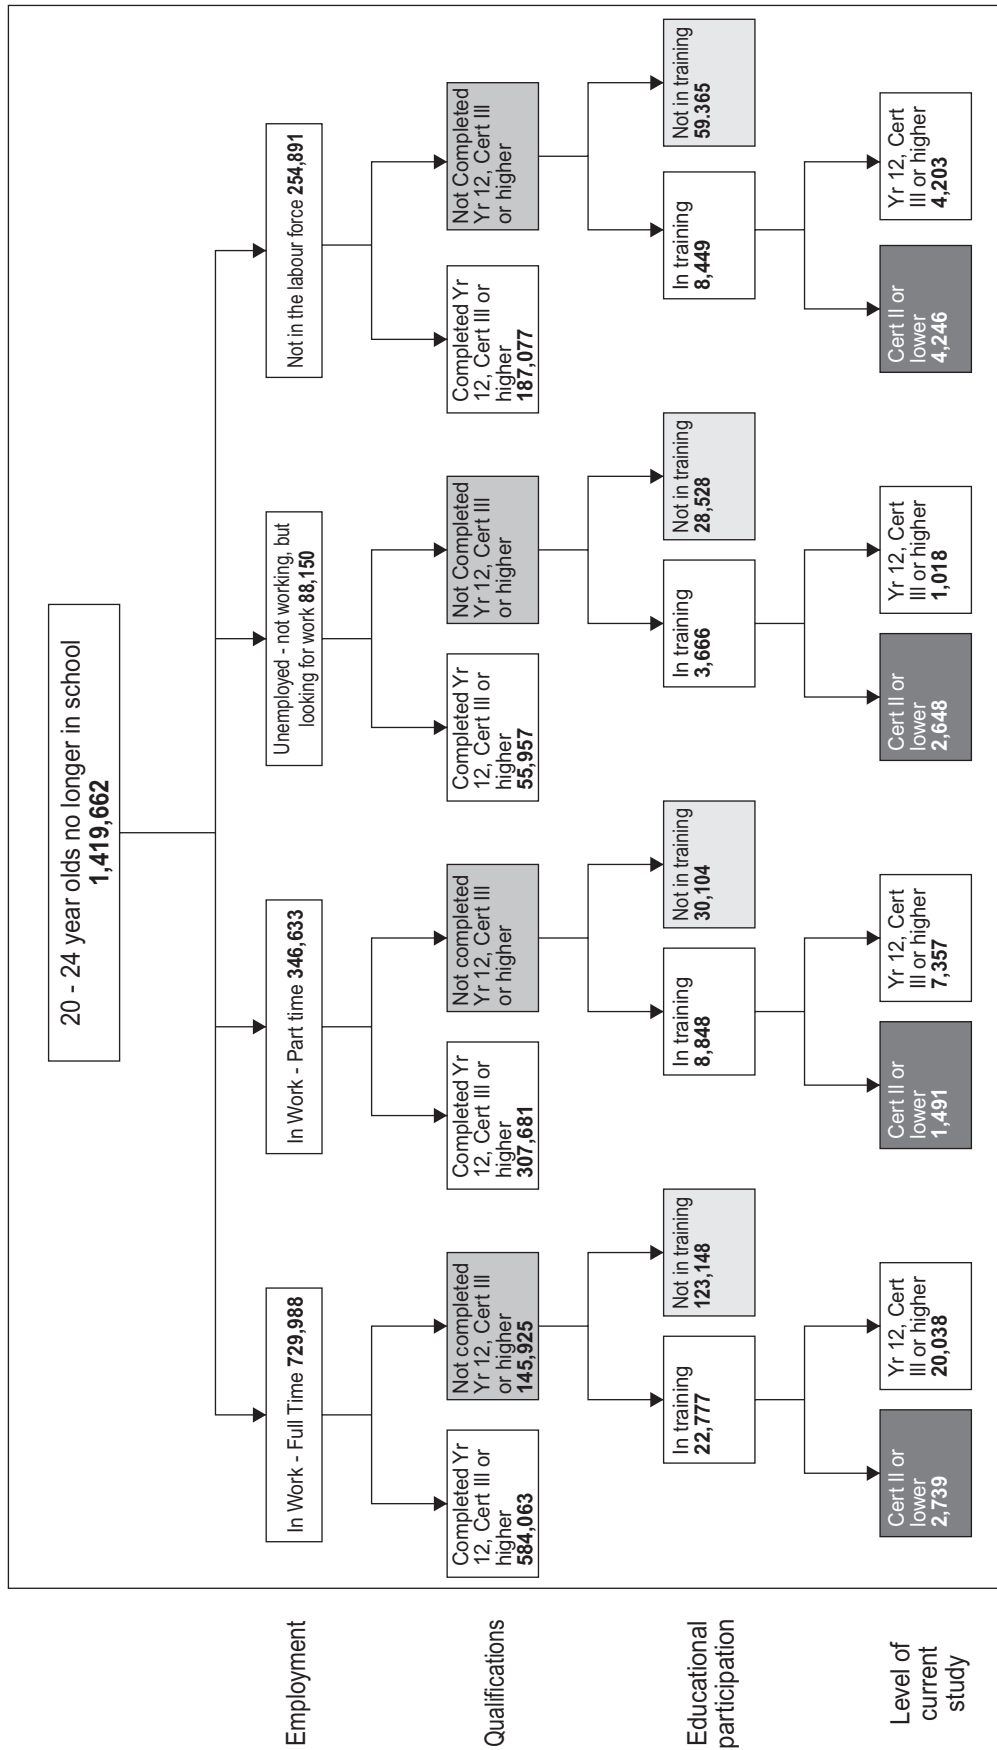 20 - 24 year olds no longer in school
1,419,662
Employment
In Work - Full Time 729,988
In Work - Part time 346,633
Unemployed - not working, but
looking for work 88,150
Not in the labour force 254,891
Qualifications
Completed Yr
12, Cert III or
higher
584,063
Not completed
Yr 12, Cert III
or higher
145,925
Completed Yr
12, Cert III or
higher
307,681
Not completed
Yr 12, Cert III
or higher
Completed Yr
12, Cert III or
higher
55,957
Not Completed
Yr 12, Cert III
or higher
Completed Yr
12, Cert III or
higher
187,077
Not Completed
Yr 12, Cert III
or higher
Educational
participation
In training
22,777
Not in training
123,148
In training
8,848
Not in training
30,104
In training
3,666
Not in training
28,528
In training
8,449
Not in training
59.365
Level of
current
study
Cert II or
lower
2,739
Yr 12, Cert
III or higher
20,038
Cert II or
lower
1,491
Yr 12, Cert
III or higher
7,357
Cert II or
lower
2,648
Yr 12, Cert
III or higher
1,018
Cert II or
lower
4,246
Yr 12, Cert
III or higher
4,203